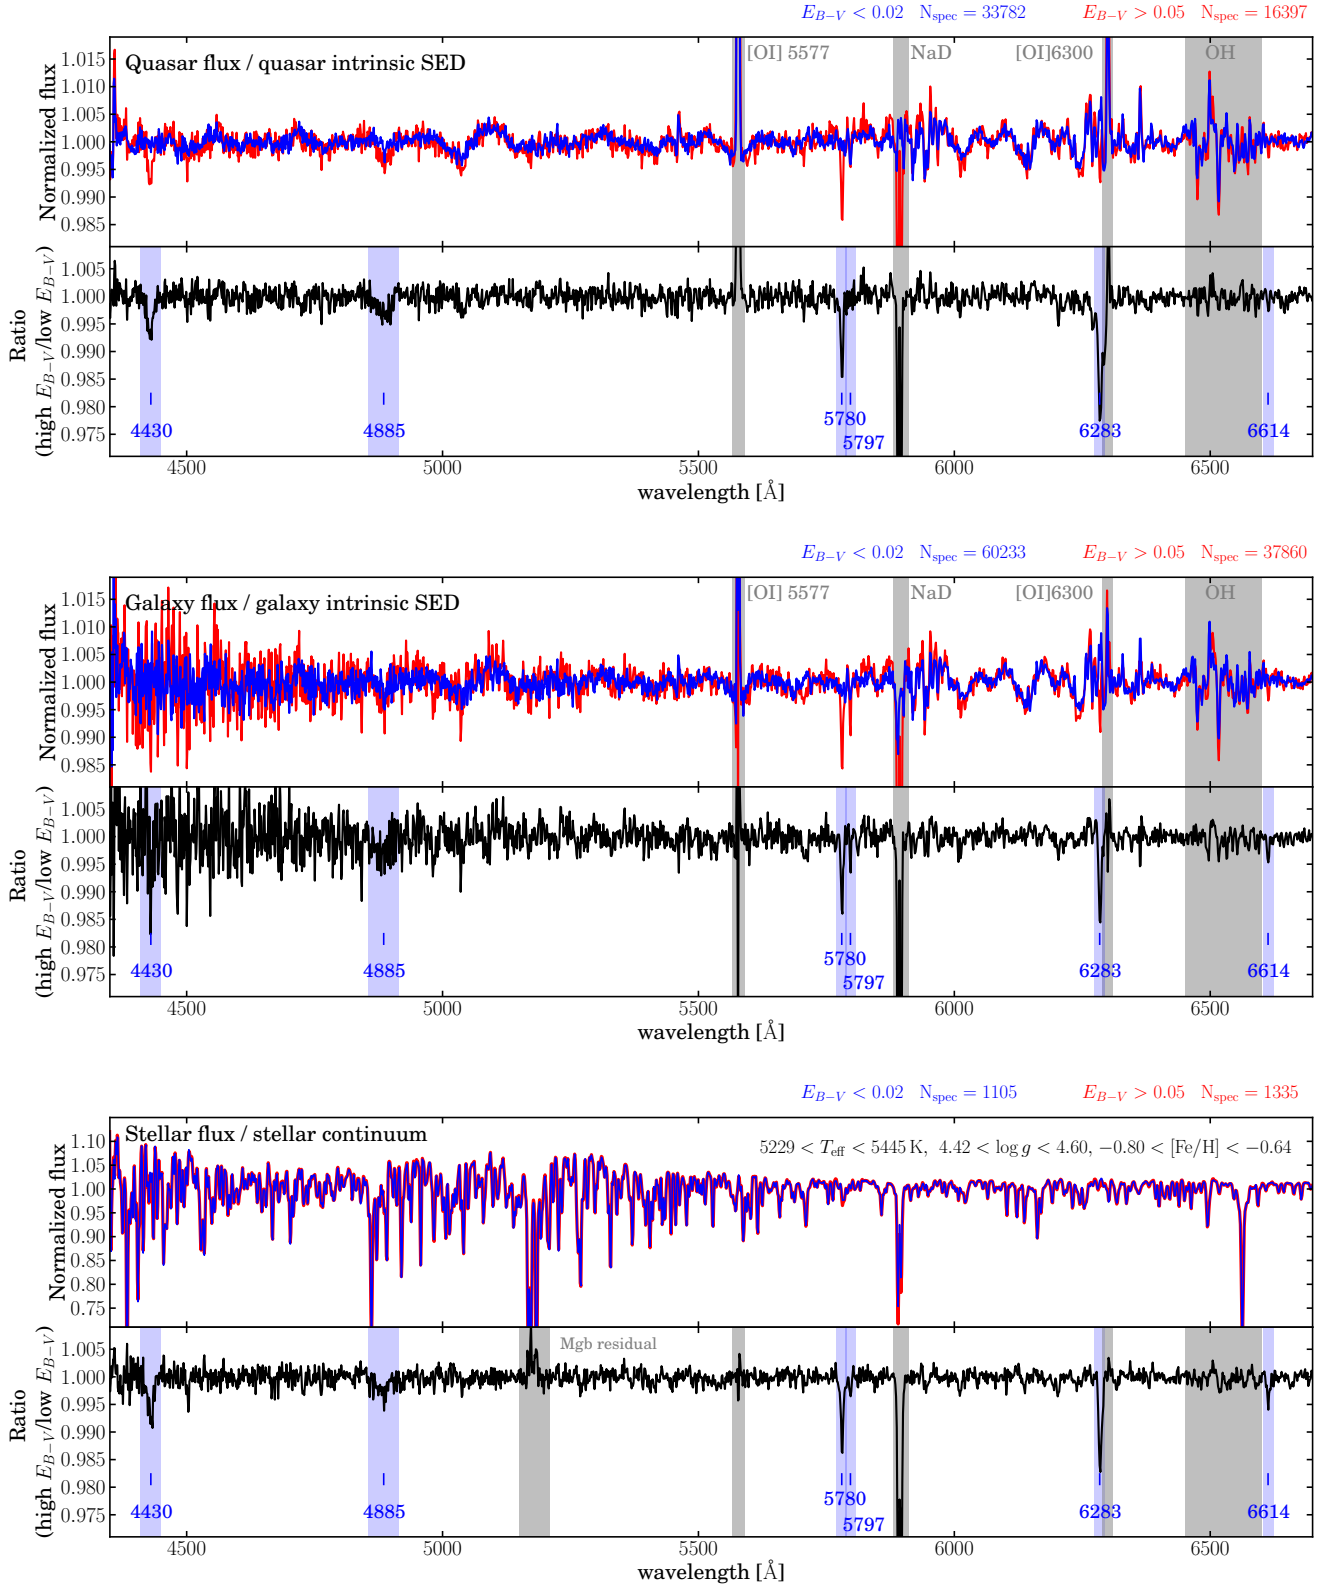 E_{B−V} < 0.02 N_spec = 33782 E_{B−V} > 0.05 N_spec = 16397
Quasar flux / quasar intrinsic SED
[OI] 5577 NaD [OI]6300 OH
Normalized flux
1.015
1.010
1.005
1.000
0.995
0.990
0.985
Ratio
(high E_{B−V}/low E_{B−V})
1.005
1.000
0.995
0.990
0.985
0.980
0.975
4430 4885 5780 5797 6283 6614
4500 5000 5500 6000 6500
wavelength [Å]
E_{B−V} < 0.02 N_spec = 60233 E_{B−V} > 0.05 N_spec = 37860
Galaxy flux / galaxy intrinsic SED
[OI] 5577 NaD [OI]6300 OH
Normalized flux
1.015
1.010
1.005
1.000
0.995
0.990
0.985
Ratio
(high E_{B−V}/low E_{B−V})
1.005
1.000
0.995
0.990
0.985
0.980
0.975
4430 4885 5780 5797 6283 6614
4500 5000 5500 6000 6500
wavelength [Å]
E_{B−V} < 0.02 N_spec = 1105 E_{B−V} > 0.05 N_spec = 1335
Stellar flux / stellar continuum
5229 < T_eff < 5445 K, 4.42 < log g < 4.60, −0.80 < [Fe/H] < −0.64
Normalized flux
1.10
1.05
1.00
0.95
0.90
0.85
0.80
0.75
Mgb residual
Ratio
(high E_{B−V}/low E_{B−V})
1.005
1.000
0.995
0.990
0.985
0.980
0.975
4430 4885 5780 5797 6283 6614
4500 5000 5500 6000 6500
wavelength [Å]